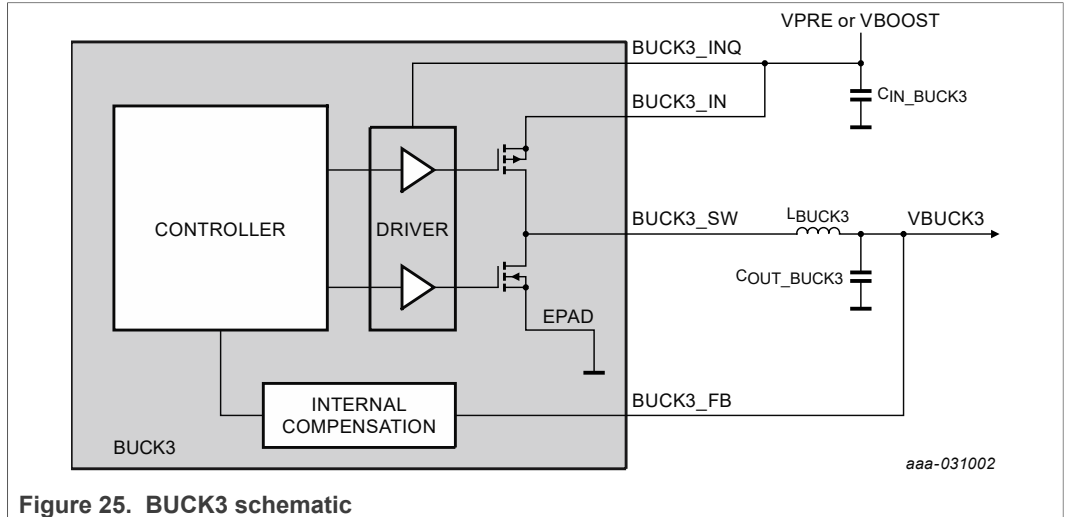 VPRE or VBOOST
BUCK3_INQ
BUCK3_IN
CIN_BUCK3
CONTROLLER
DRIVER
BUCK3_SW
LBUCK3
VBUCK3
COUT_BUCK3
EPAD
INTERNAL
COMPENSATION
BUCK3_FB
BUCK3
aaa-031002
Figure 25. BUCK3 schematic